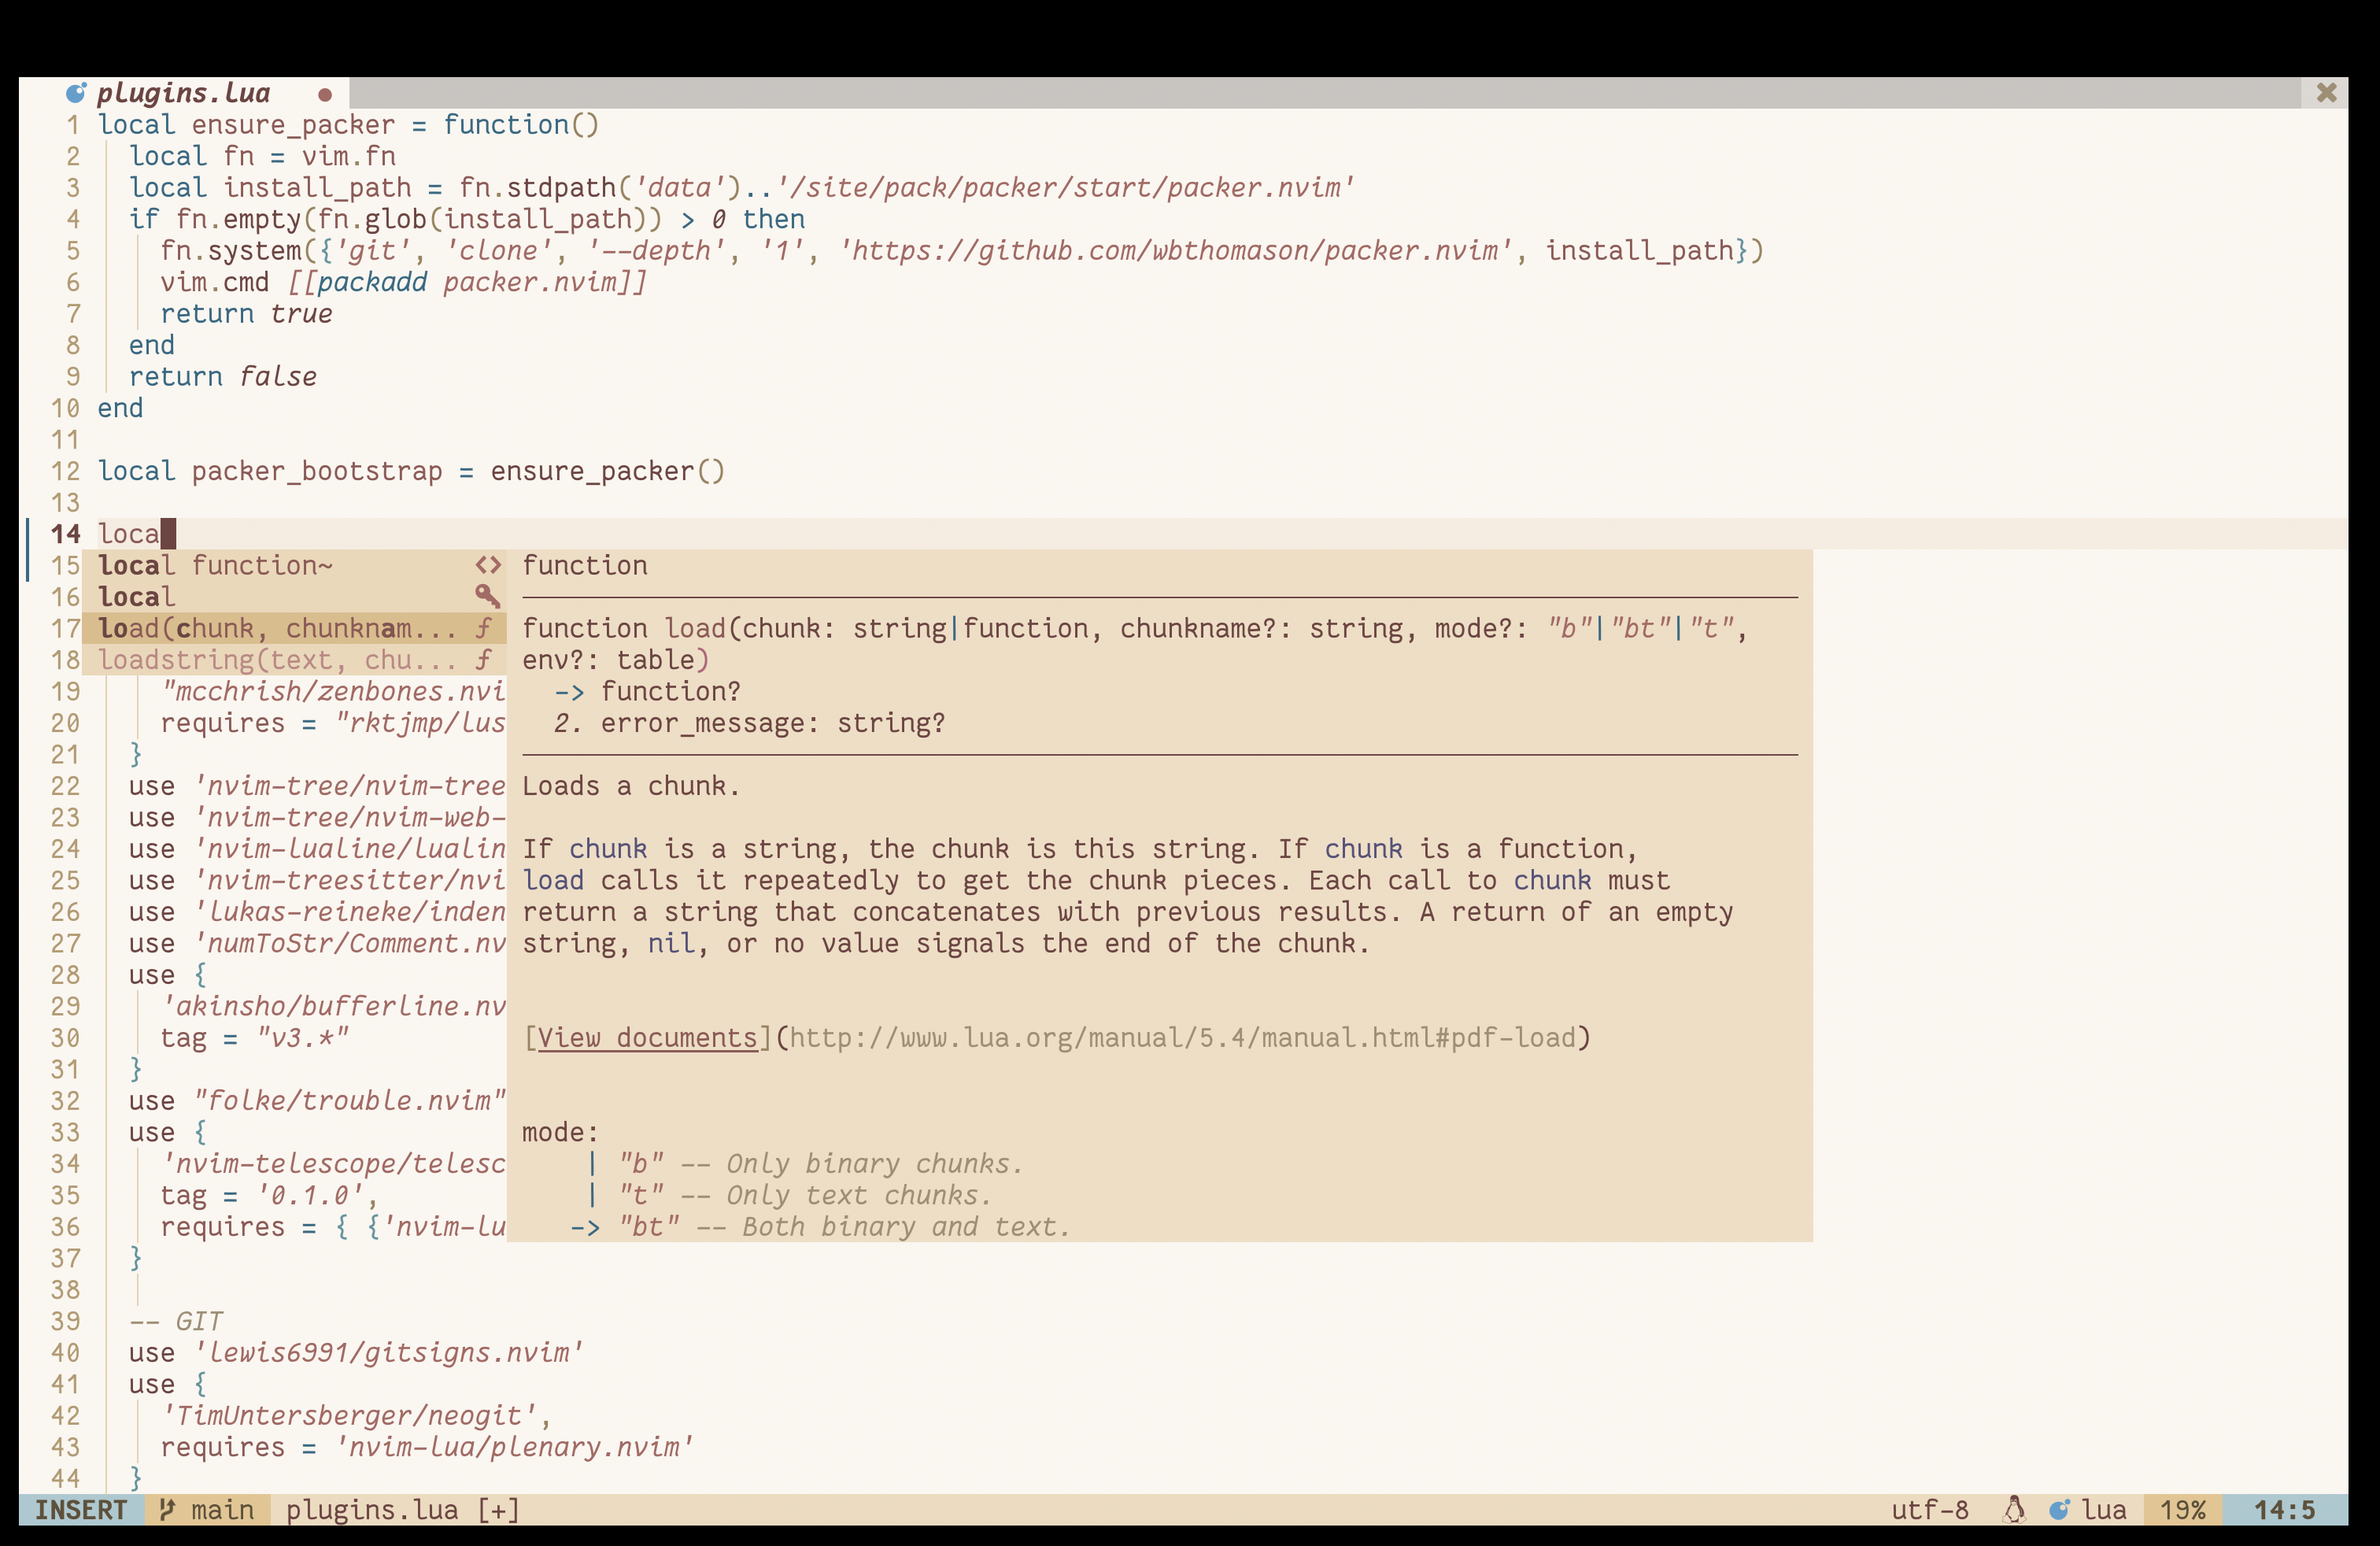 plugins.lua
1 local ensure_packer = function()
2 local fn = vim.fn
3 local install_path = fn.stdpath('data')..'/site/pack/packer/start/packer.nvim'
4 if fn.empty(fn.glob(install_path)) > 0 then
5 fn.system({'git', 'clone', '--depth', '1', 'https://github.com/wbthomason/packer.nvim', install_path})
6 vim.cmd [[packadd packer.nvim]]
7 return true
8 end
9 return false
10 end
11
12 local packer_bootstrap = ensure_packer()
13
14 loca
15 local function~ function
16 local
17 load(chunk, chunknam... f function load(chunk: string|function, chunkname?: string, mode?: "b"|"bt"|"t",
18 loadstring(text, chu... f env?: table)
19 "mcchrish/zenbones.nvi -> function?
20 requires = "rktjmp/lus 2. error_message: string?
21 }
22 use 'nvim-tree/nvim-tree Loads a chunk.
23 use 'nvim-tree/nvim-web-
24 use 'nvim-lualine/lualin If chunk is a string, the chunk is this string. If chunk is a function,
25 use 'nvim-treesitter/nvi load calls it repeatedly to get the chunk pieces. Each call to chunk must
26 use 'lukas-reineke/inden return a string that concatenates with previous results. A return of an empty
27 use 'numToStr/Comment.nv string, nil, or no value signals the end of the chunk.
28 use {
29 'akinsho/bufferline.nv
30 tag = "v3.*" [View documents](http://www.lua.org/manual/5.4/manual.html#pdf-load)
31 }
32 use "folke/trouble.nvim"
33 use { mode:
34 'nvim-telescope/telesc | "b" -- Only binary chunks.
35 tag = '0.1.0', | "t" -- Only text chunks.
36 requires = { {'nvim-lu -> "bt" -- Both binary and text.
37 }
38
39 -- GIT
40 use 'lewis6991/gitsigns.nvim'
41 use {
42 'TimUntersberger/neogit',
43 requires = 'nvim-lua/plenary.nvim'
44 }
INSERT main plugins.lua [+] utf-8 lua 19% 14:5